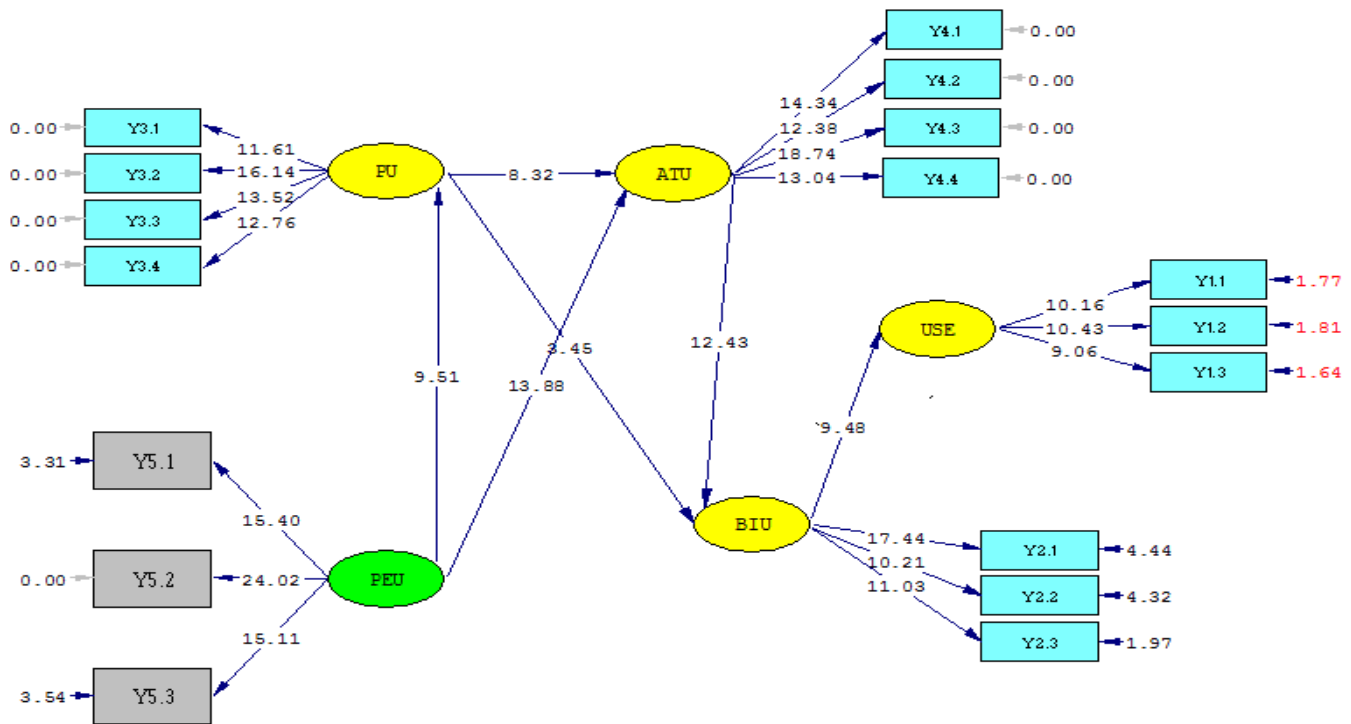 Y4.1
0.00
Y4.2
0.00
14.34
12.38
Y4.3
0.00
18.74
13.04
Y4.4
0.00
0.00
Y3.1
11.61
0.00
Y3.2
16.14
PU
8.32
ATU
13.52
0.00
Y3.3
12.76
0.00
Y3.4
Y1.1
1.77
10.16
USE
10.43
Y1.2
1.81
9.06
Y1.3
1.64
3.45
12.43
9.51
13.88
9.48
3.31
Y5.1
15.40
BIU
17.44
10.21
Y2.1
4.44
11.03
0.00
Y5.2
24.02
PEU
Y2.2
4.32
Y2.3
1.97
15.11
3.54
Y5.3